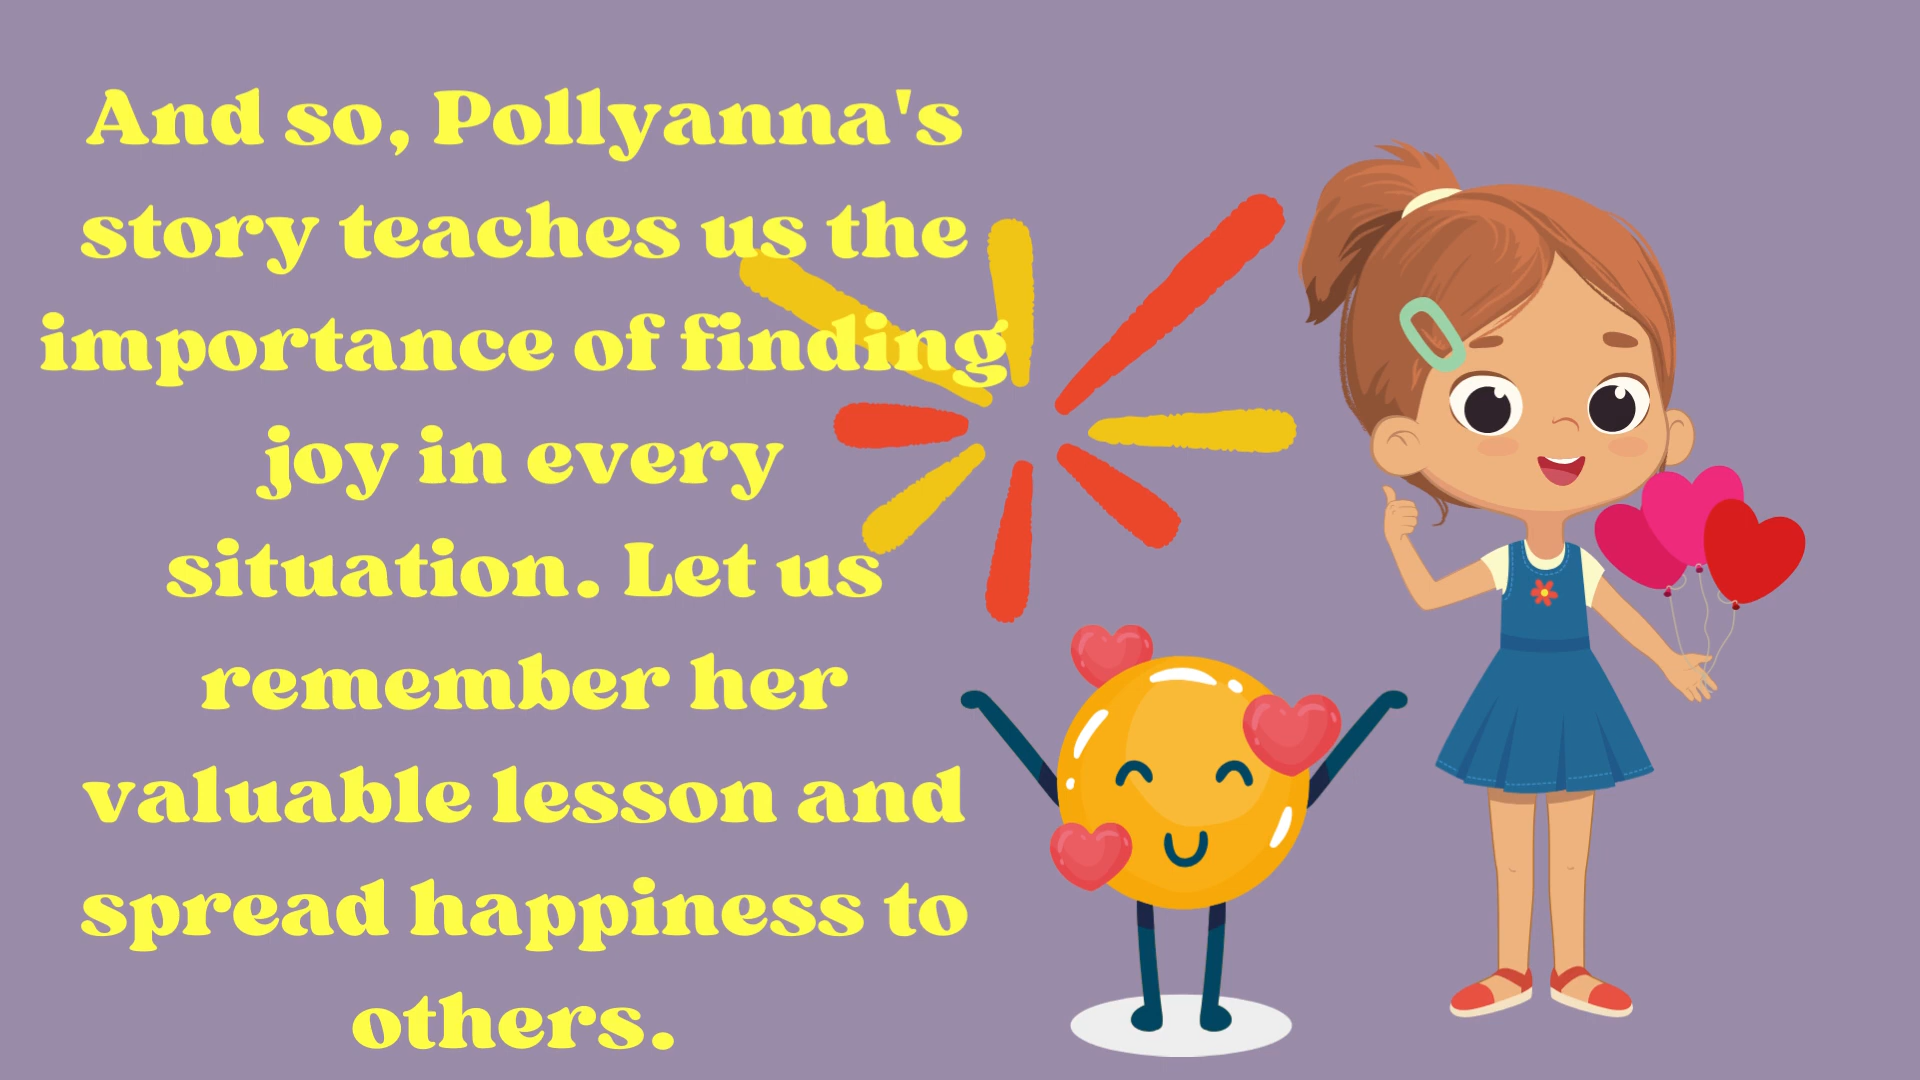 And so, Pollyanna's
story teaches us the
importance of finding
joy in every
situation. Let us
remember her
valuable lesson and
spread happiness to
others.